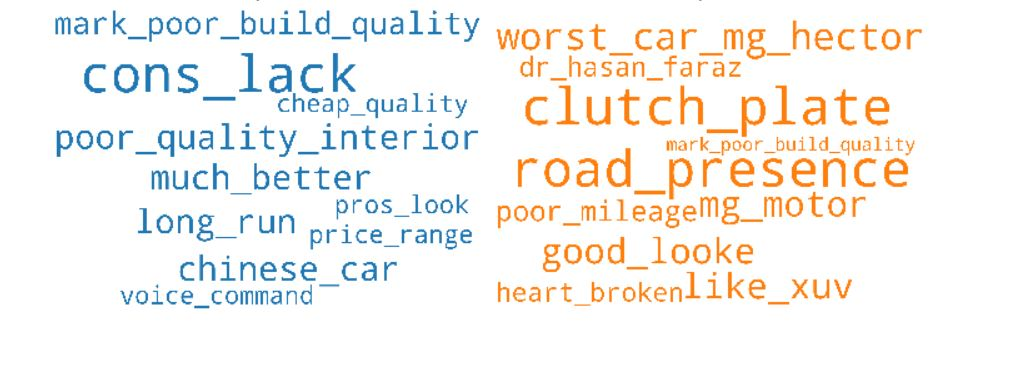 mark_poor_build_quality
cons_lack
cheap_quality
poor_quality_interior
much_better
pros_look
long_run
price_range
chinese_car
voice_command
worst_car_mg_hector
dr_hasan_faraz
clutch_plate
mark_poor_build_quality
road_presence
poor_mileage
mg_motor
good_looke
heart_broken
like_xuv